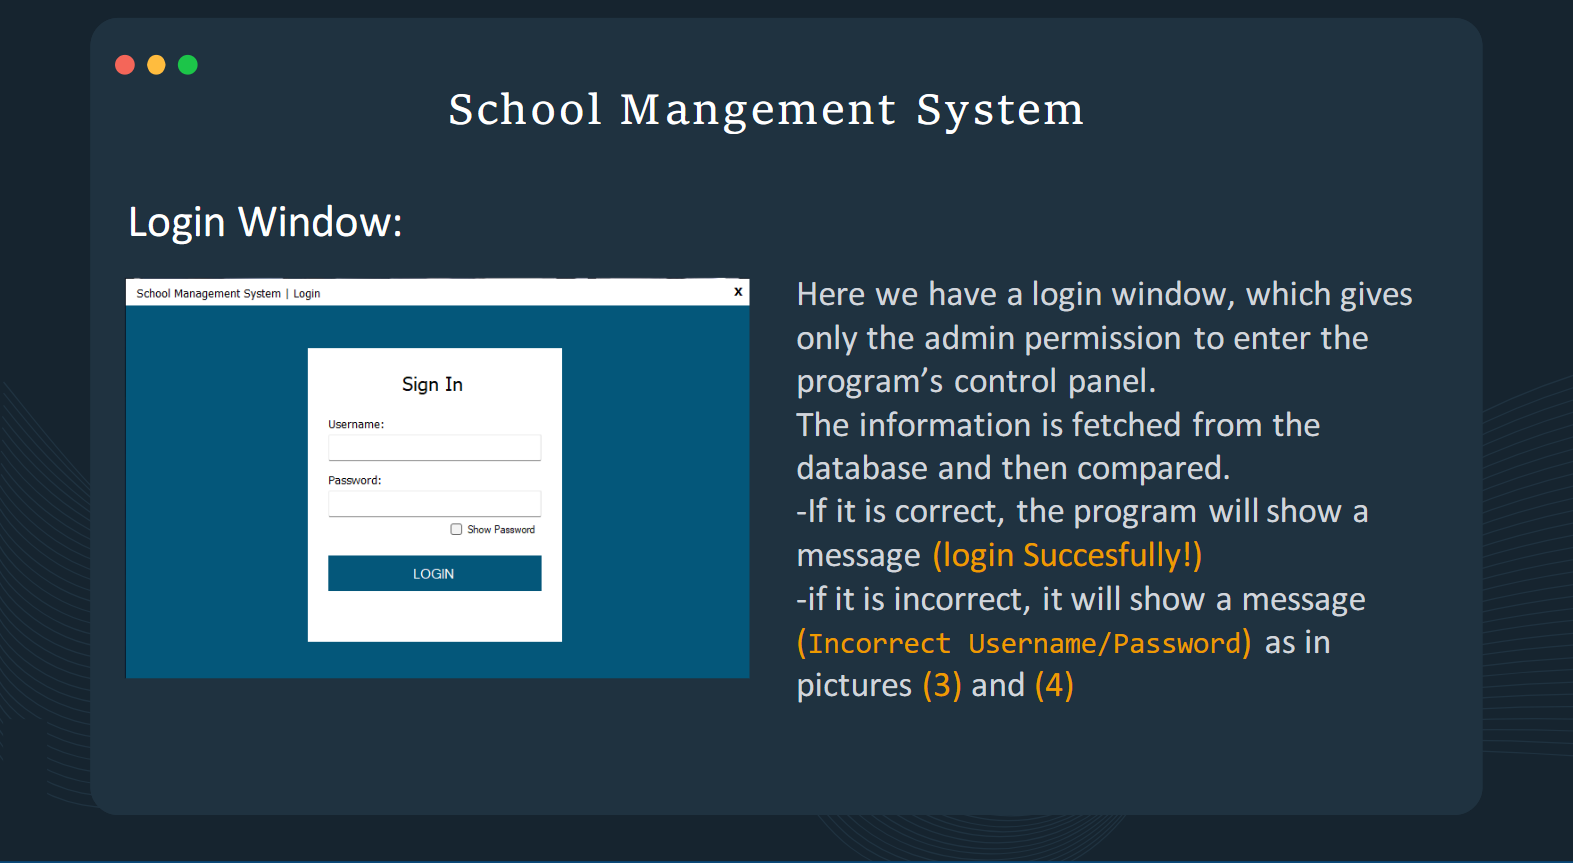 School Mangement System
Login Window:
School Management System | Login
X
Sign In
Username:
Password:
Show Password
LOGIN
Here we have a login window, which gives
only the admin permission to enter the
program’s control panel.
The information is fetched from the
database and then compared.
-If it is correct, the program will show a
message (login Succesfully!)
-if it is incorrect, it will show a message
(Incorrect Username/Password) as in
pictures (3) and (4)